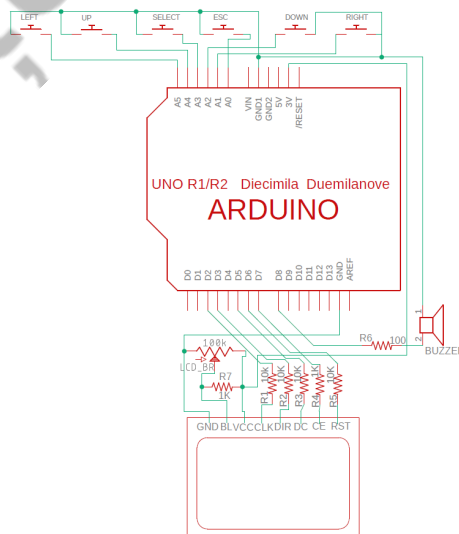 LEFT UP SELECT ESC DOWN RIGHT
A5 A4 A3 A2 A1 A0 VIN GND1 GND2 5V 3V /RESET
UNO R1/R2 Diecimila Duemilanove
ARDUINO
D0 D1 D2 D3 D4 D5 D6 D7 D8 D9 D10 D11 D12 D13 GND AREF
1
2
BUZZER
R6 100
100k
LCD_BR
R7
1K
10k 10K 10K 1K 10K
R1 R2 R3 R4 R5
GND BL VCC CLK DIR DC CE RST